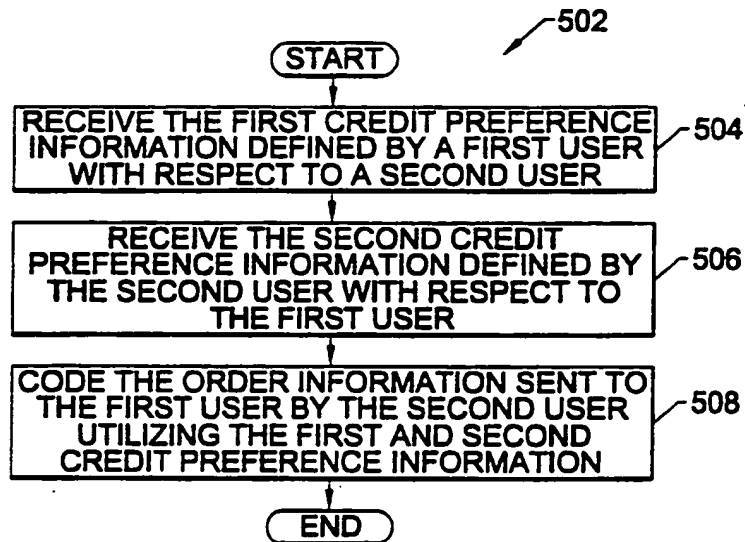 502
START
RECEIVE THE FIRST CREDIT PREFERENCE
INFORMATION DEFINED BY A FIRST USER
WITH RESPECT TO A SECOND USER
504
RECEIVE THE SECOND CREDIT
PREFERENCE INFORMATION DEFINED BY
THE SECOND USER WITH RESPECT TO
THE FIRST USER
506
CODE THE ORDER INFORMATION SENT TO
THE FIRST USER BY THE SECOND USER
UTILIZING THE FIRST AND SECOND
CREDIT PREFERENCE INFORMATION
508
END